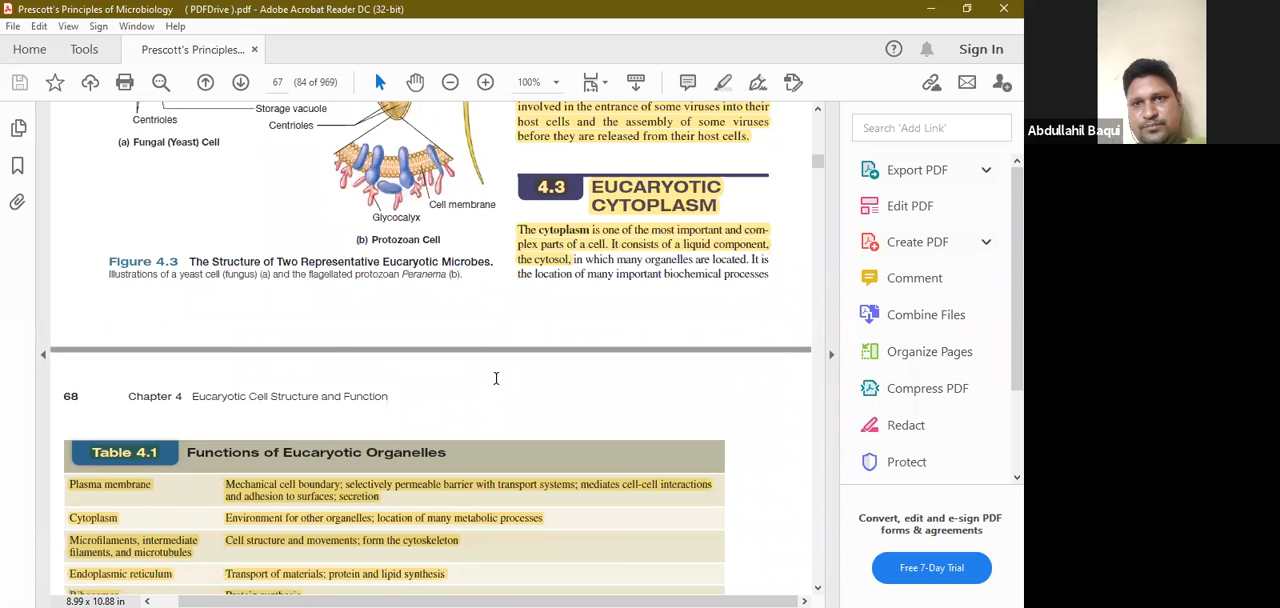 Prescott's Principles of Microbiology ( PDFDrive ).pdf - Adobe Acrobat Reader DC (32-bit)
File Edit View Sign Window Help
Home Tools Prescott's Principles... × Sign In
67 (84 of 969) 100%
Storage vacuole
Centrioles
Centrioles
(a) Fungal (Yeast) Cell
Cell membrane
Glycocalyx
(b) Protozoan Cell
Figure 4.3 The Structure of Two Representative Eucaryotic Microbes.
Illustrations of a yeast cell (fungus) (a) and the flagellated protozoan Peranema (b).
involved in the entrance of some viruses into their
host cells and the assembly of some viruses
before they are released from their host cells.
4.3 EUCARYOTIC
CYTOPLASM
The cytoplasm is one of the most important and com-
plex parts of a cell. It consists of a liquid component,
the cytosol, in which many organelles are located. It is
the location of many important biochemical processes
68 Chapter 4 Eucaryotic Cell Structure and Function
Table 4.1 Functions of Eucaryotic Organelles
Plasma membrane Mechanical cell boundary; selectively permeable barrier with transport systems; mediates cell-cell interactions
and adhesion to surfaces; secretion
Cytoplasm Environment for other organelles; location of many metabolic processes
Microfilaments, intermediate Cell structure and movements; form the cytoskeleton
filaments, and microtubules
Endoplasmic reticulum Transport of materials; protein and lipid synthesis
Ribosomes Protein synthesis
8.99 x 10.88 in
Search 'Add Link'
Export PDF
Edit PDF
Create PDF
Comment
Combine Files
Organize Pages
Compress PDF
Redact
Protect
Convert, edit and e-sign PDF
forms & agreements
Free 7-Day Trial
Abdullahil Baqui